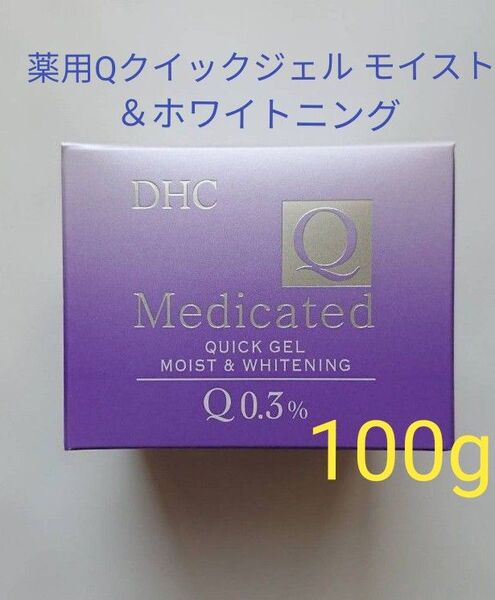 薬用Qクイックジェル モイスト
＆ホワイトニング
DHC
Q
Medicated
QUICK GEL
MOIST & WHITENING
Q 0.3%
100g